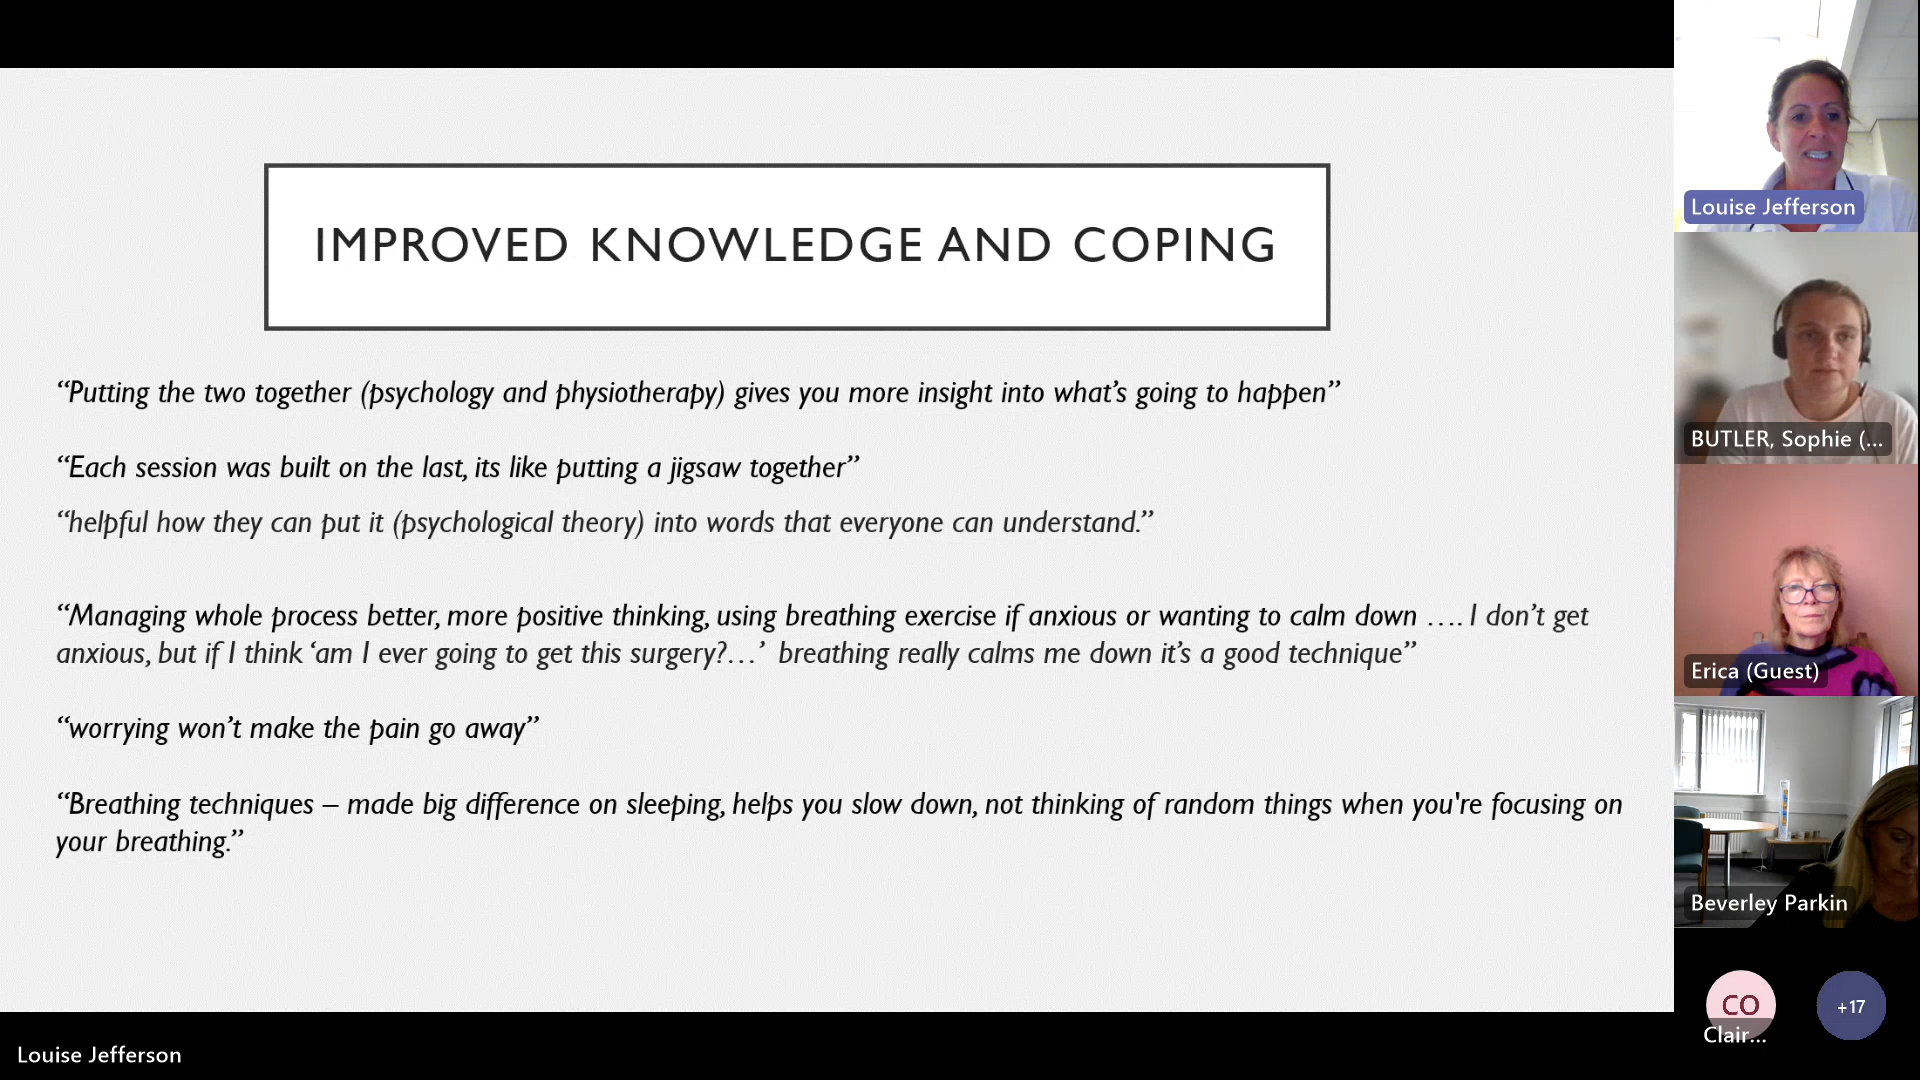 IMPROVED KNOWLEDGE AND COPING
“Putting the two together (psychology and physiotherapy) gives you more insight into what’s going to happen”
“Each session was built on the last, its like putting a jigsaw together”
“helpful how they can put it (psychological theory) into words that everyone can understand.”
“Managing whole process better, more positive thinking, using breathing exercise if anxious or wanting to calm down …. I don’t get
anxious, but if I think ‘am I ever going to get this surgery?…’ breathing really calms me down it’s a good technique”
“worrying won’t make the pain go away”
“Breathing techniques – made big difference on sleeping, helps you slow down, not thinking of random things when you're focusing on
your breathing.”
Louise Jefferson
BUTLER, Sophie (...
Erica (Guest)
Beverley Parkin
CO
Clair...
+17
Louise Jefferson